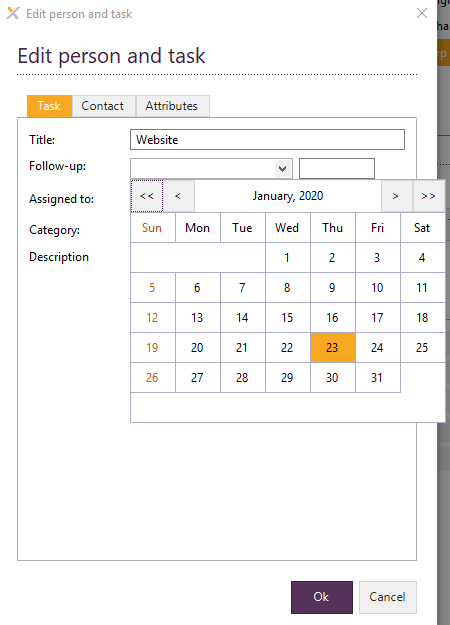 Edit person and task
Edit person and task
Task Contact Attributes
Title: Website
Follow-up:
Assigned to: << < January, 2020 > >>
Category: Sun Mon Tue Wed Thu Fri Sat
Description 1 2 3 4
5 6 7 8 9 10 11
12 13 14 15 16 17 18
19 20 21 22 23 24 25
26 27 28 29 30 31
Ok Cancel